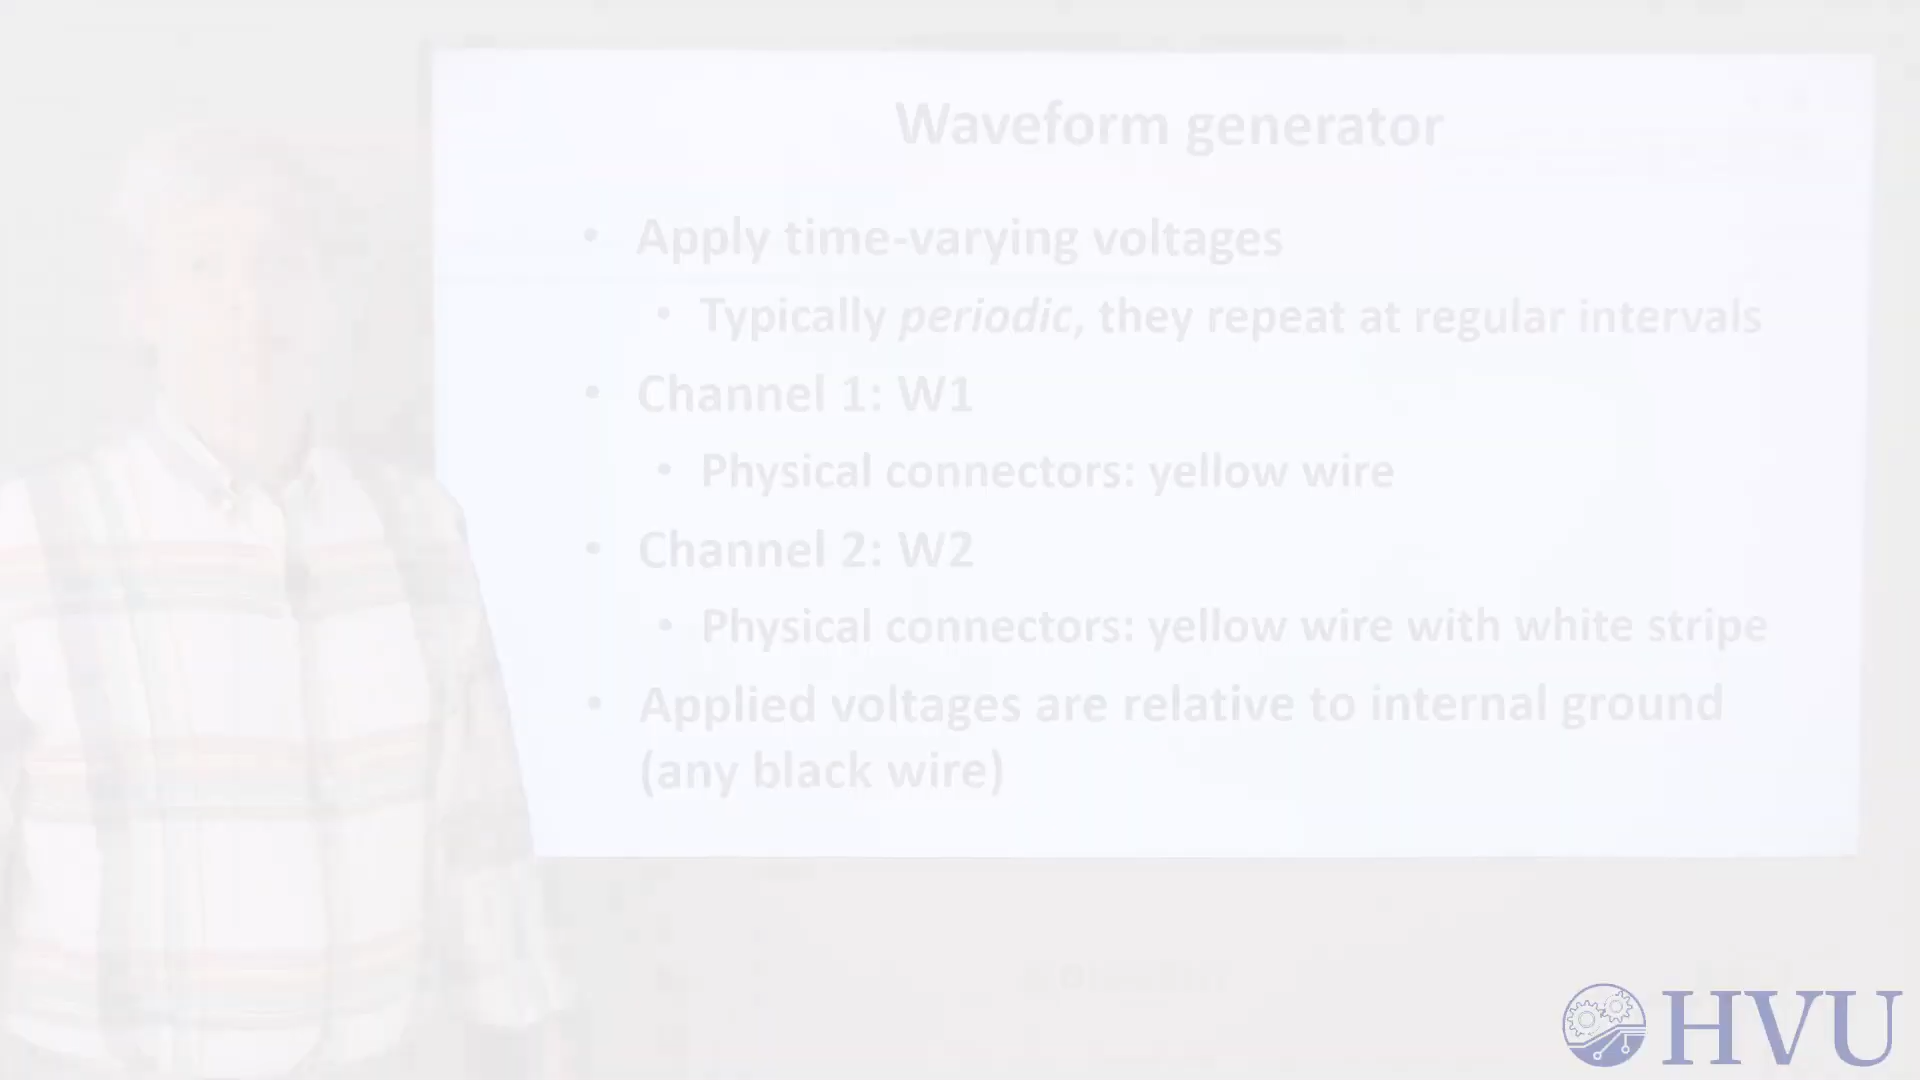 Waveform generator
• Apply time-varying voltages
• Typically periodic, they repeat at regular intervals
• Channel 1: W1
• Physical connectors: yellow wire
• Channel 2: W2
• Physical connectors: yellow wire with white stripe
• Applied voltages are relative to internal ground
(any black wire)
HVU